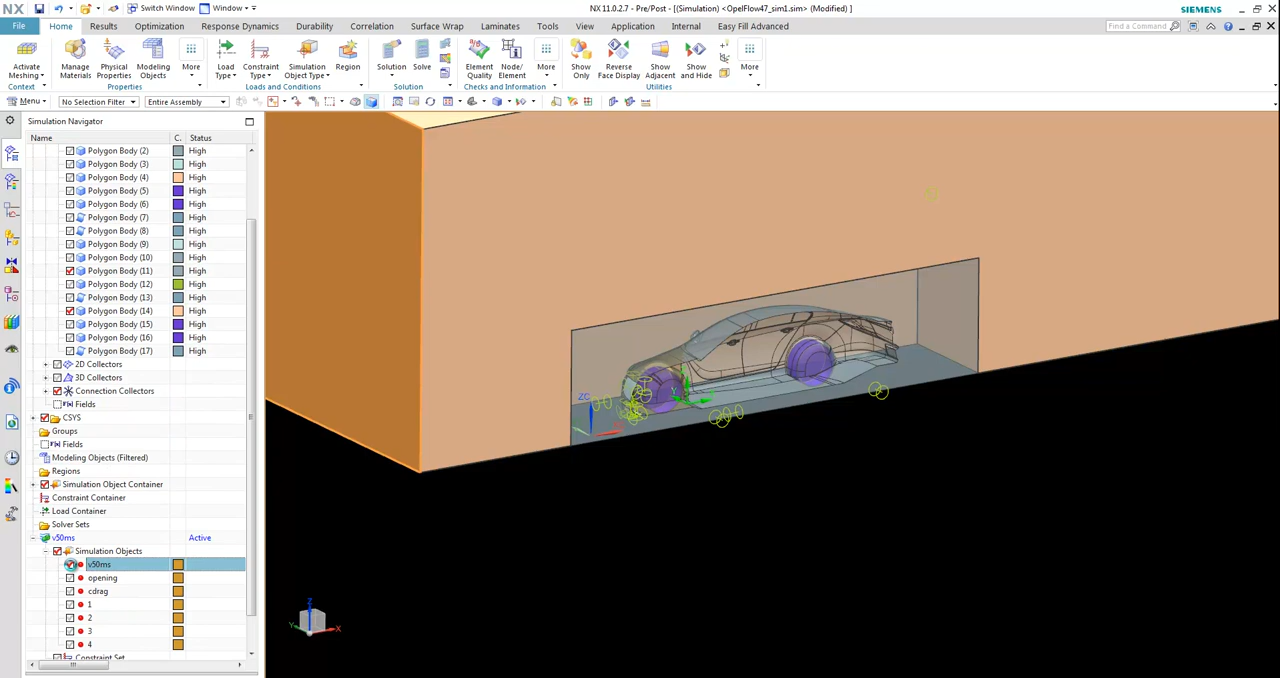 NX
Switch Window
Window
NX 11.0.2.7 - Pre/Post - [(Simulation) <OpelFlow47_sim1.sim> (Modified) ]
SIEMENS
File
Home
Results
Optimization
Response Dynamics
Durability
Correlation
Surface Wrap
Laminates
Tools
View
Application
Internal
Easy Fill Advanced
Find a Command
Activate Meshing
Manage Materials
Physical Properties
Modeling Objects
More
Load Type
Constraint Type
Simulation Object Type
Region
Solution
Solve
Element Quality
Node/ Element
More
Show Only
Reverse Face Display
Show Adjacent
Show and Hide
More
Context
Properties
Loads and Conditions
Solution
Checks and Information
Utilities
Menu
No Selection Filter
Entire Assembly
Simulation Navigator
Name
C.
Status
Polygon Body (2) High
Polygon Body (3) High
Polygon Body (4) High
Polygon Body (5) High
Polygon Body (6) High
Polygon Body (7) High
Polygon Body (8) High
Polygon Body (9) High
Polygon Body (10) High
Polygon Body (11) High
Polygon Body (12) High
Polygon Body (13) High
Polygon Body (14) High
Polygon Body (15) High
Polygon Body (16) High
Polygon Body (17) High
2D Collectors
3D Collectors
Connection Collectors
Fields
CSYS
Groups
Fields
Modeling Objects (Filtered)
Regions
Simulation Object Container
Constraint Container
Load Container
Solver Sets
v50ms Active
Simulation Objects
v50ms
opening
cdrag
1
2
3
4
Constraint Set
ZC
Y
Z
Y
X